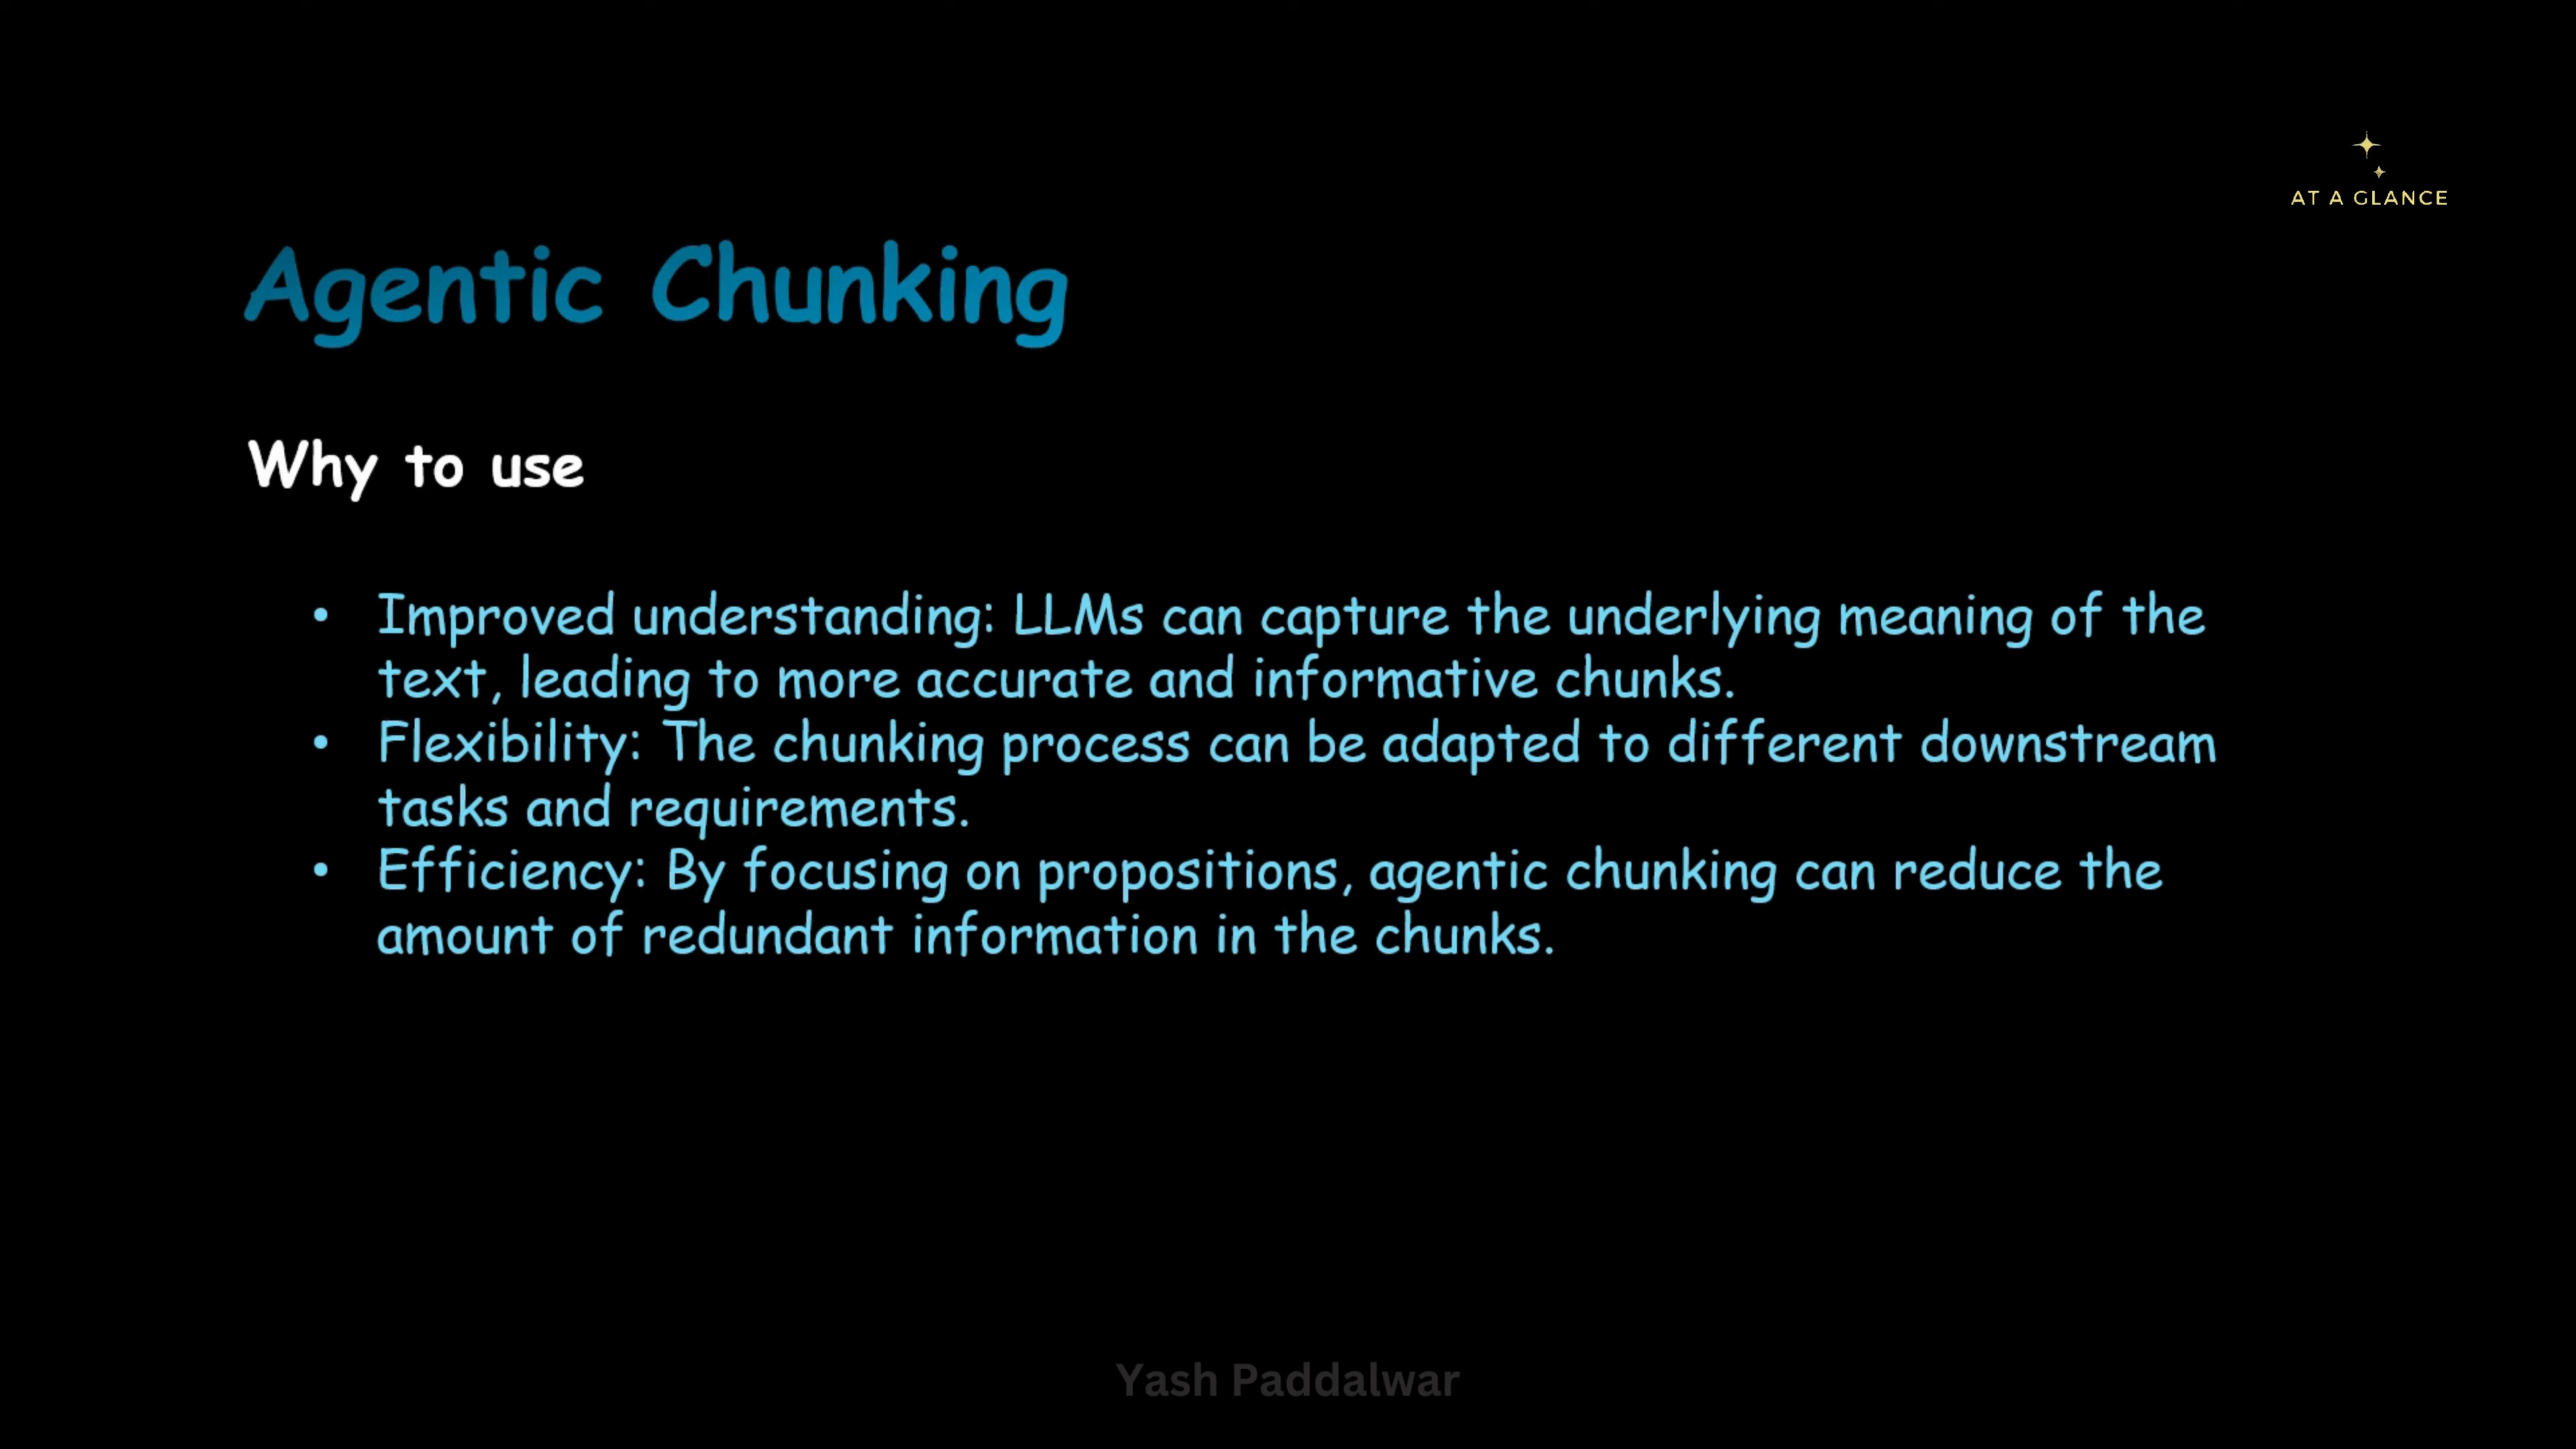 AT A GLANCE
Agentic Chunking
Why to use
• Improved understanding: LLMs can capture the underlying meaning of the
text, leading to more accurate and informative chunks.
• Flexibility: The chunking process can be adapted to different downstream
tasks and requirements.
• Efficiency: By focusing on propositions, agentic chunking can reduce the
amount of redundant information in the chunks.
Yash Paddalwar